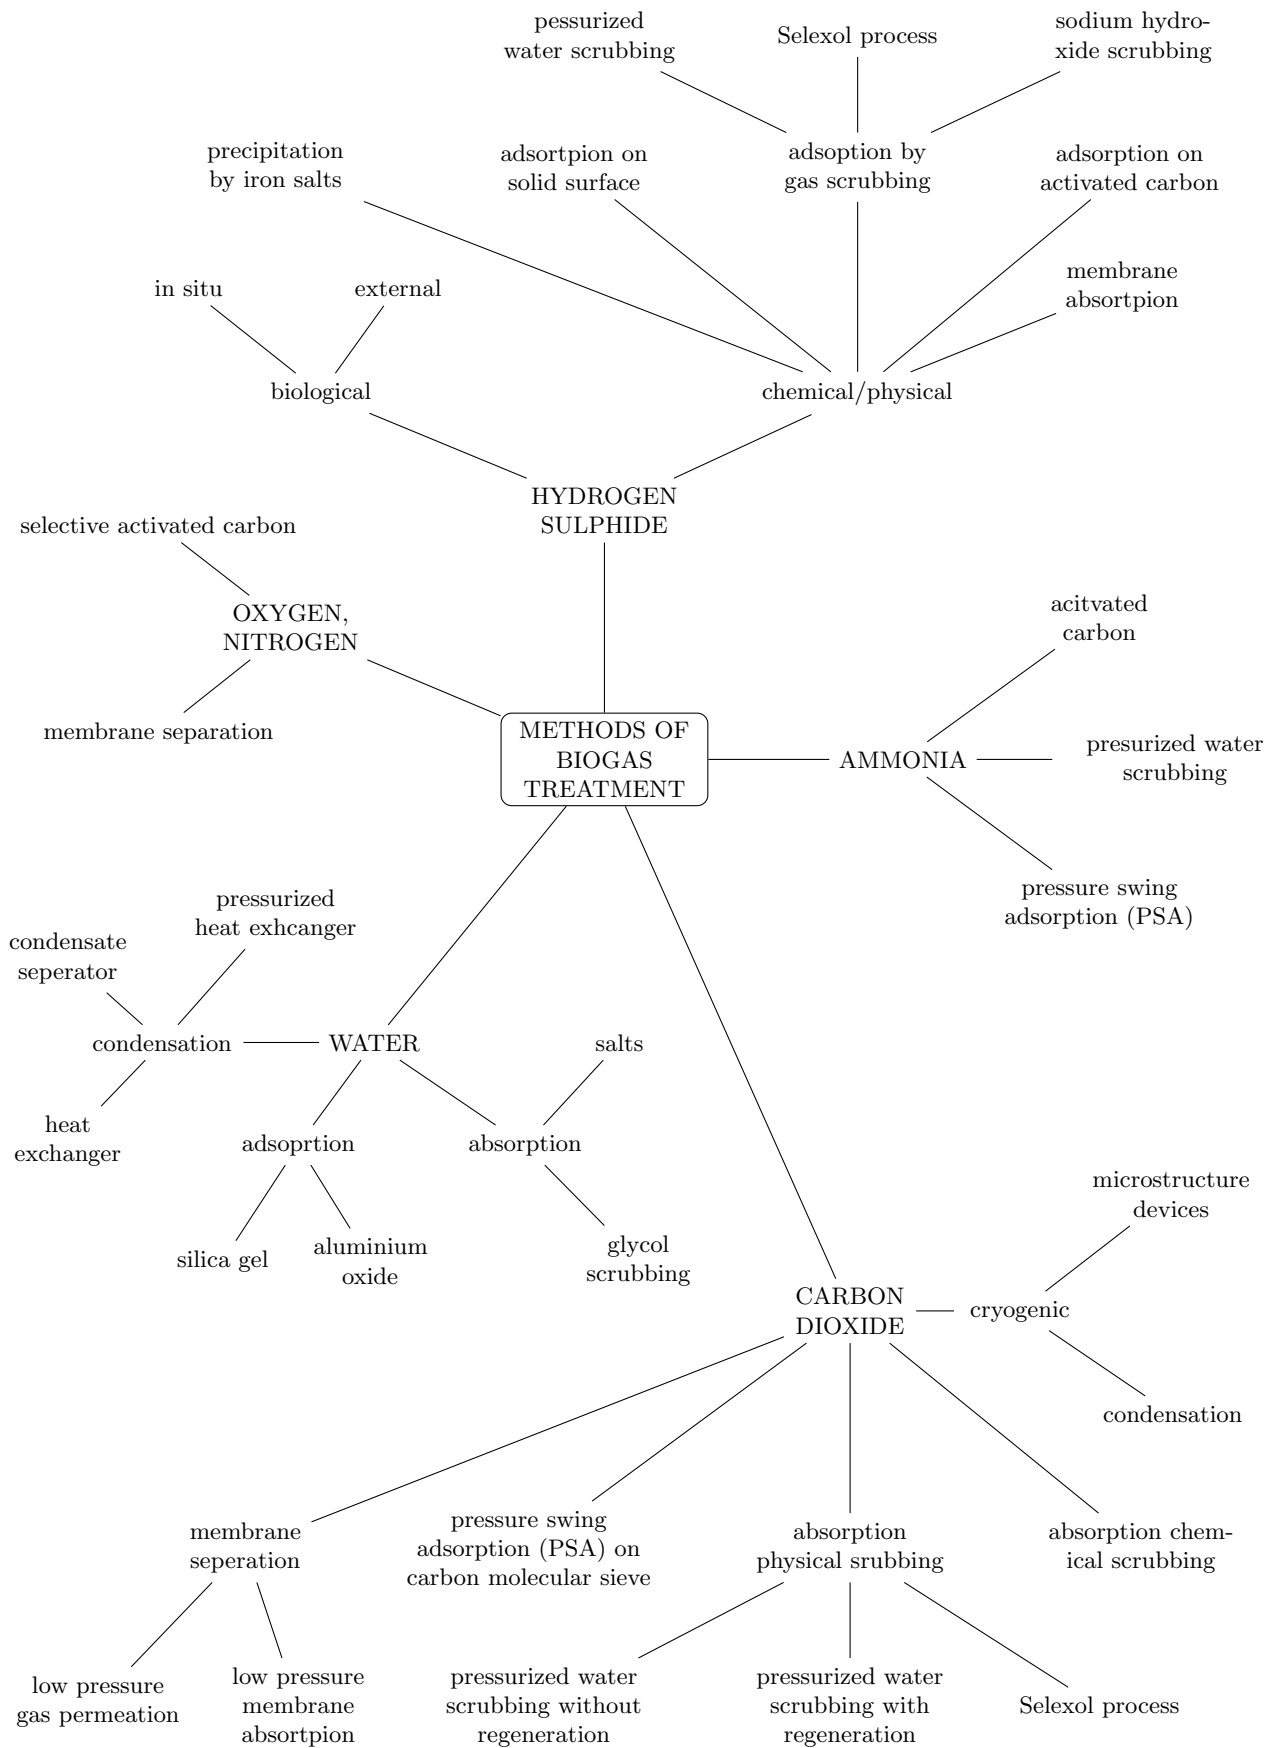 pessurized
water scrubbing
Selexol process
sodium hydro-
xide scrubbing
precipitation
by iron salts
adsortpion on
solid surface
adsoption by
gas scrubbing
adsorption on
activated carbon
membrane
absortpion
in situ
external
biological
chemical/physical
HYDROGEN
SULPHIDE
selective activated carbon
OXYGEN,
NITROGEN
membrane separation
acitvated
carbon
METHODS OF
BIOGAS
TREATMENT
AMMONIA
presurized water
scrubbing
pressure swing
adsorption (PSA)
pressurized
heat exhcanger
condensate
seperator
condensation
WATER
salts
heat
exchanger
adsoprtion
absorption
silica gel
aluminium
oxide
glycol
scrubbing
microstructure
devices
CARBON
DIOXIDE
cryogenic
condensation
membrane
seperation
pressure swing
adsorption (PSA) on
carbon molecular sieve
absorption
physical srubbing
absorption chem-
ical scrubbing
low pressure
gas permeation
low pressure
membrane
absortpion
pressurized water
scrubbing without
regeneration
pressurized water
scrubbing with
regeneration
Selexol process